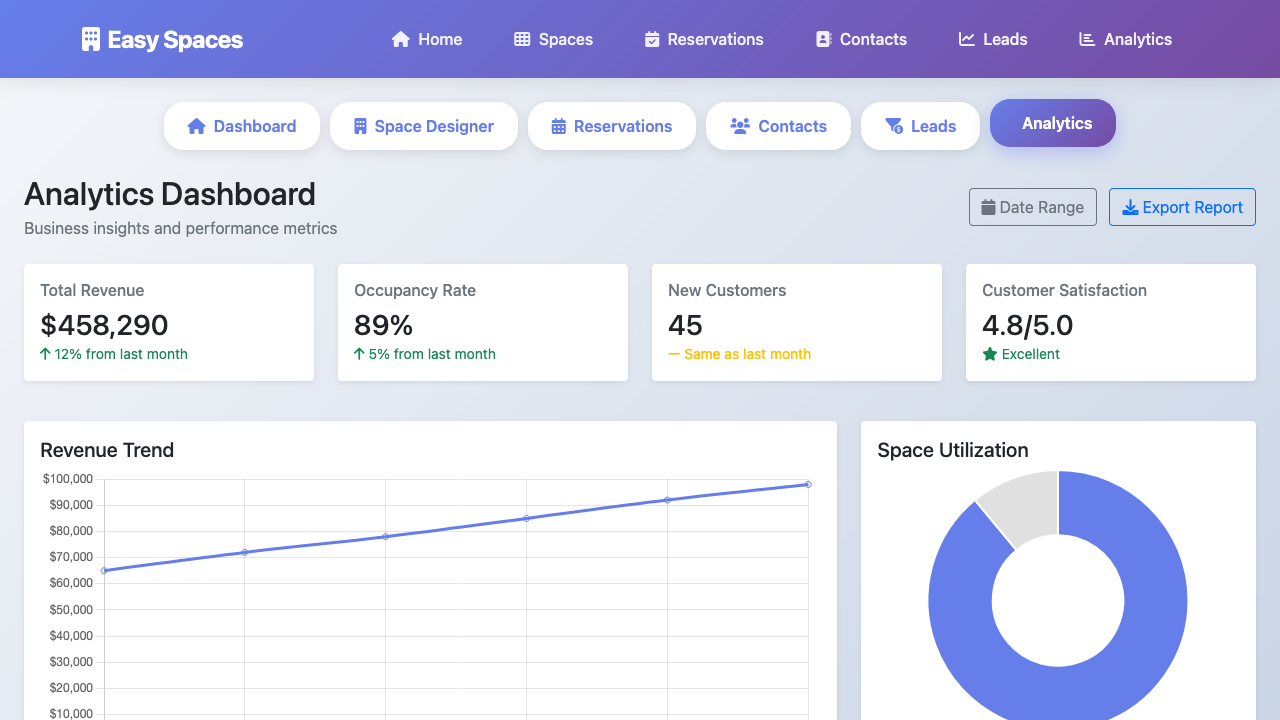 Easy Spaces
Home
Spaces
Reservations
Contacts
Leads
Analytics
Dashboard
Space Designer
Reservations
Contacts
Leads
Analytics
Analytics Dashboard
Business insights and performance metrics
Date Range
Export Report
Total Revenue
$458,290
12% from last month
Occupancy Rate
89%
5% from last month
New Customers
45
Same as last month
Customer Satisfaction
4.8/5.0
Excellent
Revenue Trend
$100,000
$90,000
$80,000
$70,000
$60,000
$50,000
$40,000
$30,000
$20,000
$10,000
Space Utilization